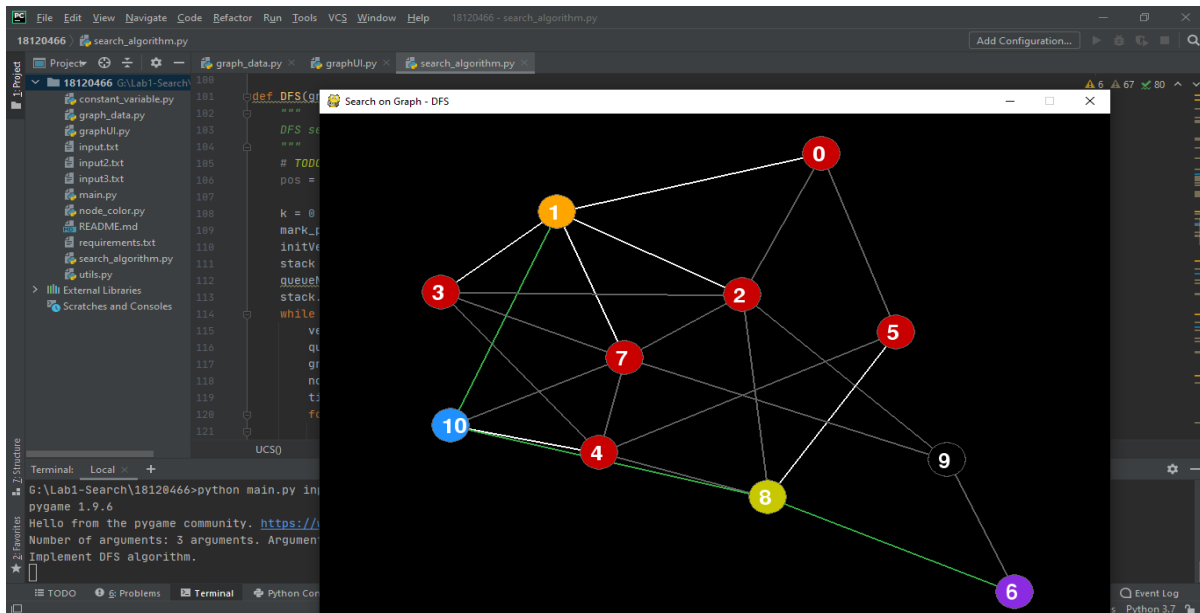 PC File Edit View Navigate Code Refactor Run Tools VCS Window Help 18120466 - search_algorithm.py
18120466 search_algorithm.py Add Configuration...
1: Project
Project graph_data.py graphUI.py search_algorithm.py
18120466 G:\Lab1-Search\
constant_variable.py
graph_data.py
graphUI.py
input.txt
input2.txt
input3.txt
main.py
node_color.py
README.md
requirements.txt
search_algorithm.py
utils.py
External Libraries
Scratches and Consoles
100
101 def DFS(g
102 """
103 DFS se
104 """
105 # TODO
106 pos =
107
108 k = 0
109 mark_p
110 initVe
111 stack
112 queue
113 stack.
114 while
115 ve
116 qu
117 g
118 no
119 ti
120 fo
121
UCS()
6 67 80
Search on Graph - DFS
0
1
3
2
5
7
10
4
9
8
6
Z: Structure
2: Favorites
Terminal: Local +
G:\Lab1-Search\18120466>python main.py inp
pygame 1.9.6
Hello from the pygame community. https://
Number of arguments: 3 arguments. Argument
Implement DFS algorithm.
TODO 6: Problems Terminal Python Con Event Log
Python 3.7